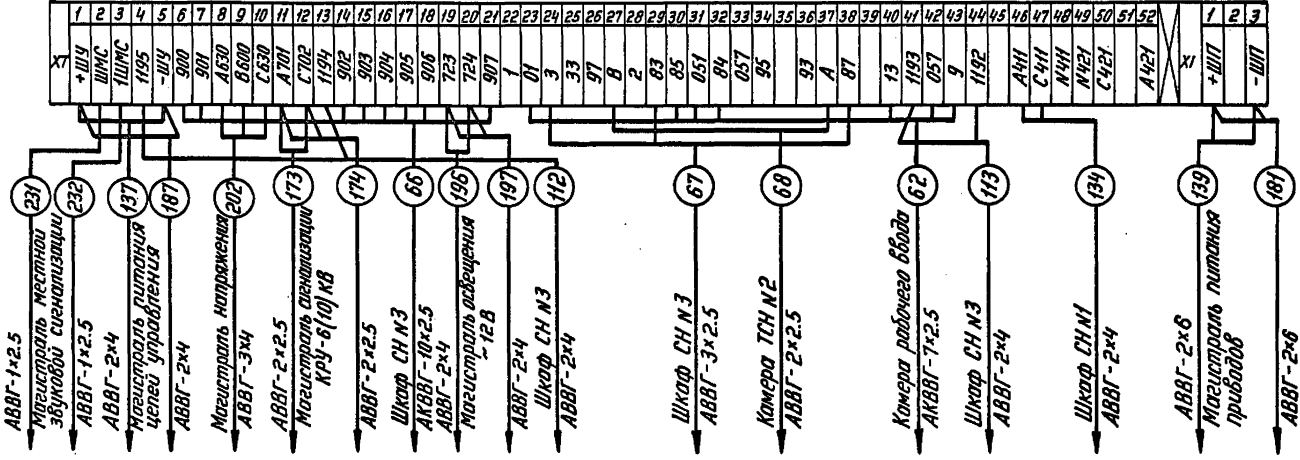 XT 1 2 3 4 5 6 7 8 9 10 11 12 13 14 15 16 17 18 19 20 21 22 23 24 25 26 27 28 29 30 31 32 33 34 35 36 37 38 39 40 41 42 43 44 45 46 47 48 49 50 51 52 X1 1 2 3
+ШУ ШМС 1ШМС 1195 -ШУ 900 901 А630 В600 С630 А701 С702 1194 902 903 904 905 906 723 724 907 1 01 3 33 97 В 2 83 85 051 84 057 95 93 А 87 13 1193 057 9 1192 А411 С411 N411 N421 С421 А421 +ШП -ШП
231 232 137 187 202 173 174 66 196 197 112 67 68 62 113 134 139 181
АВВГ-1×2.5
Магистраль местной
звуковой сигнализации
АВВГ-1×2.5
АВВГ-2×4
Магистраль питания
цепей управления
АВВГ-2×4
Магистраль напряжения
АВВГ-3×4
АВВГ-2×2.5
Магистраль сигнализации
КРУ-6(10) кВ
АВВГ-2×2.5
Шкаф СН N3
АКВВГ-10×2.5
АВВГ-2×4
Магистраль освещения
~ 12В
АВВГ-2×4
Шкаф СН N3
АВВГ-2×4
Шкаф СН N3
АВВГ-3×2.5
Камера ТСН N2
АВВГ-2×2.5
Камера рабочего ввода
АКВВГ-7×2.5
Шкаф СН N3
АВВГ-2×4
Шкаф СН N1
АВВГ-2×4
АВВГ-2×6
Магистраль питания
приводов
АВВГ-2×6